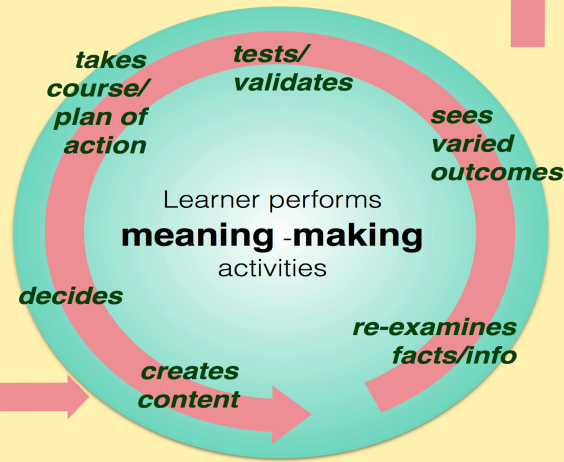 takes
course/
plan of
action
tests/
validates
sees
varied
outcomes
Learner performs
meaning -making
activities
decides
re-examines
facts/info
creates
content